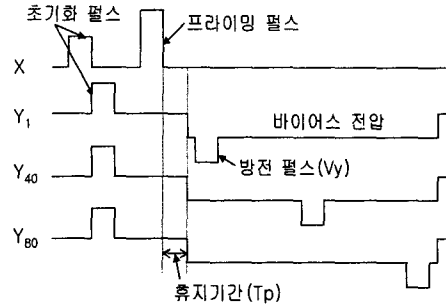 초기화 펄스
프라이밍 펄스
X
Y1
바이어스 전압
방전 펄스(Vy)
Y40
Y80
휴지기간(Tp)